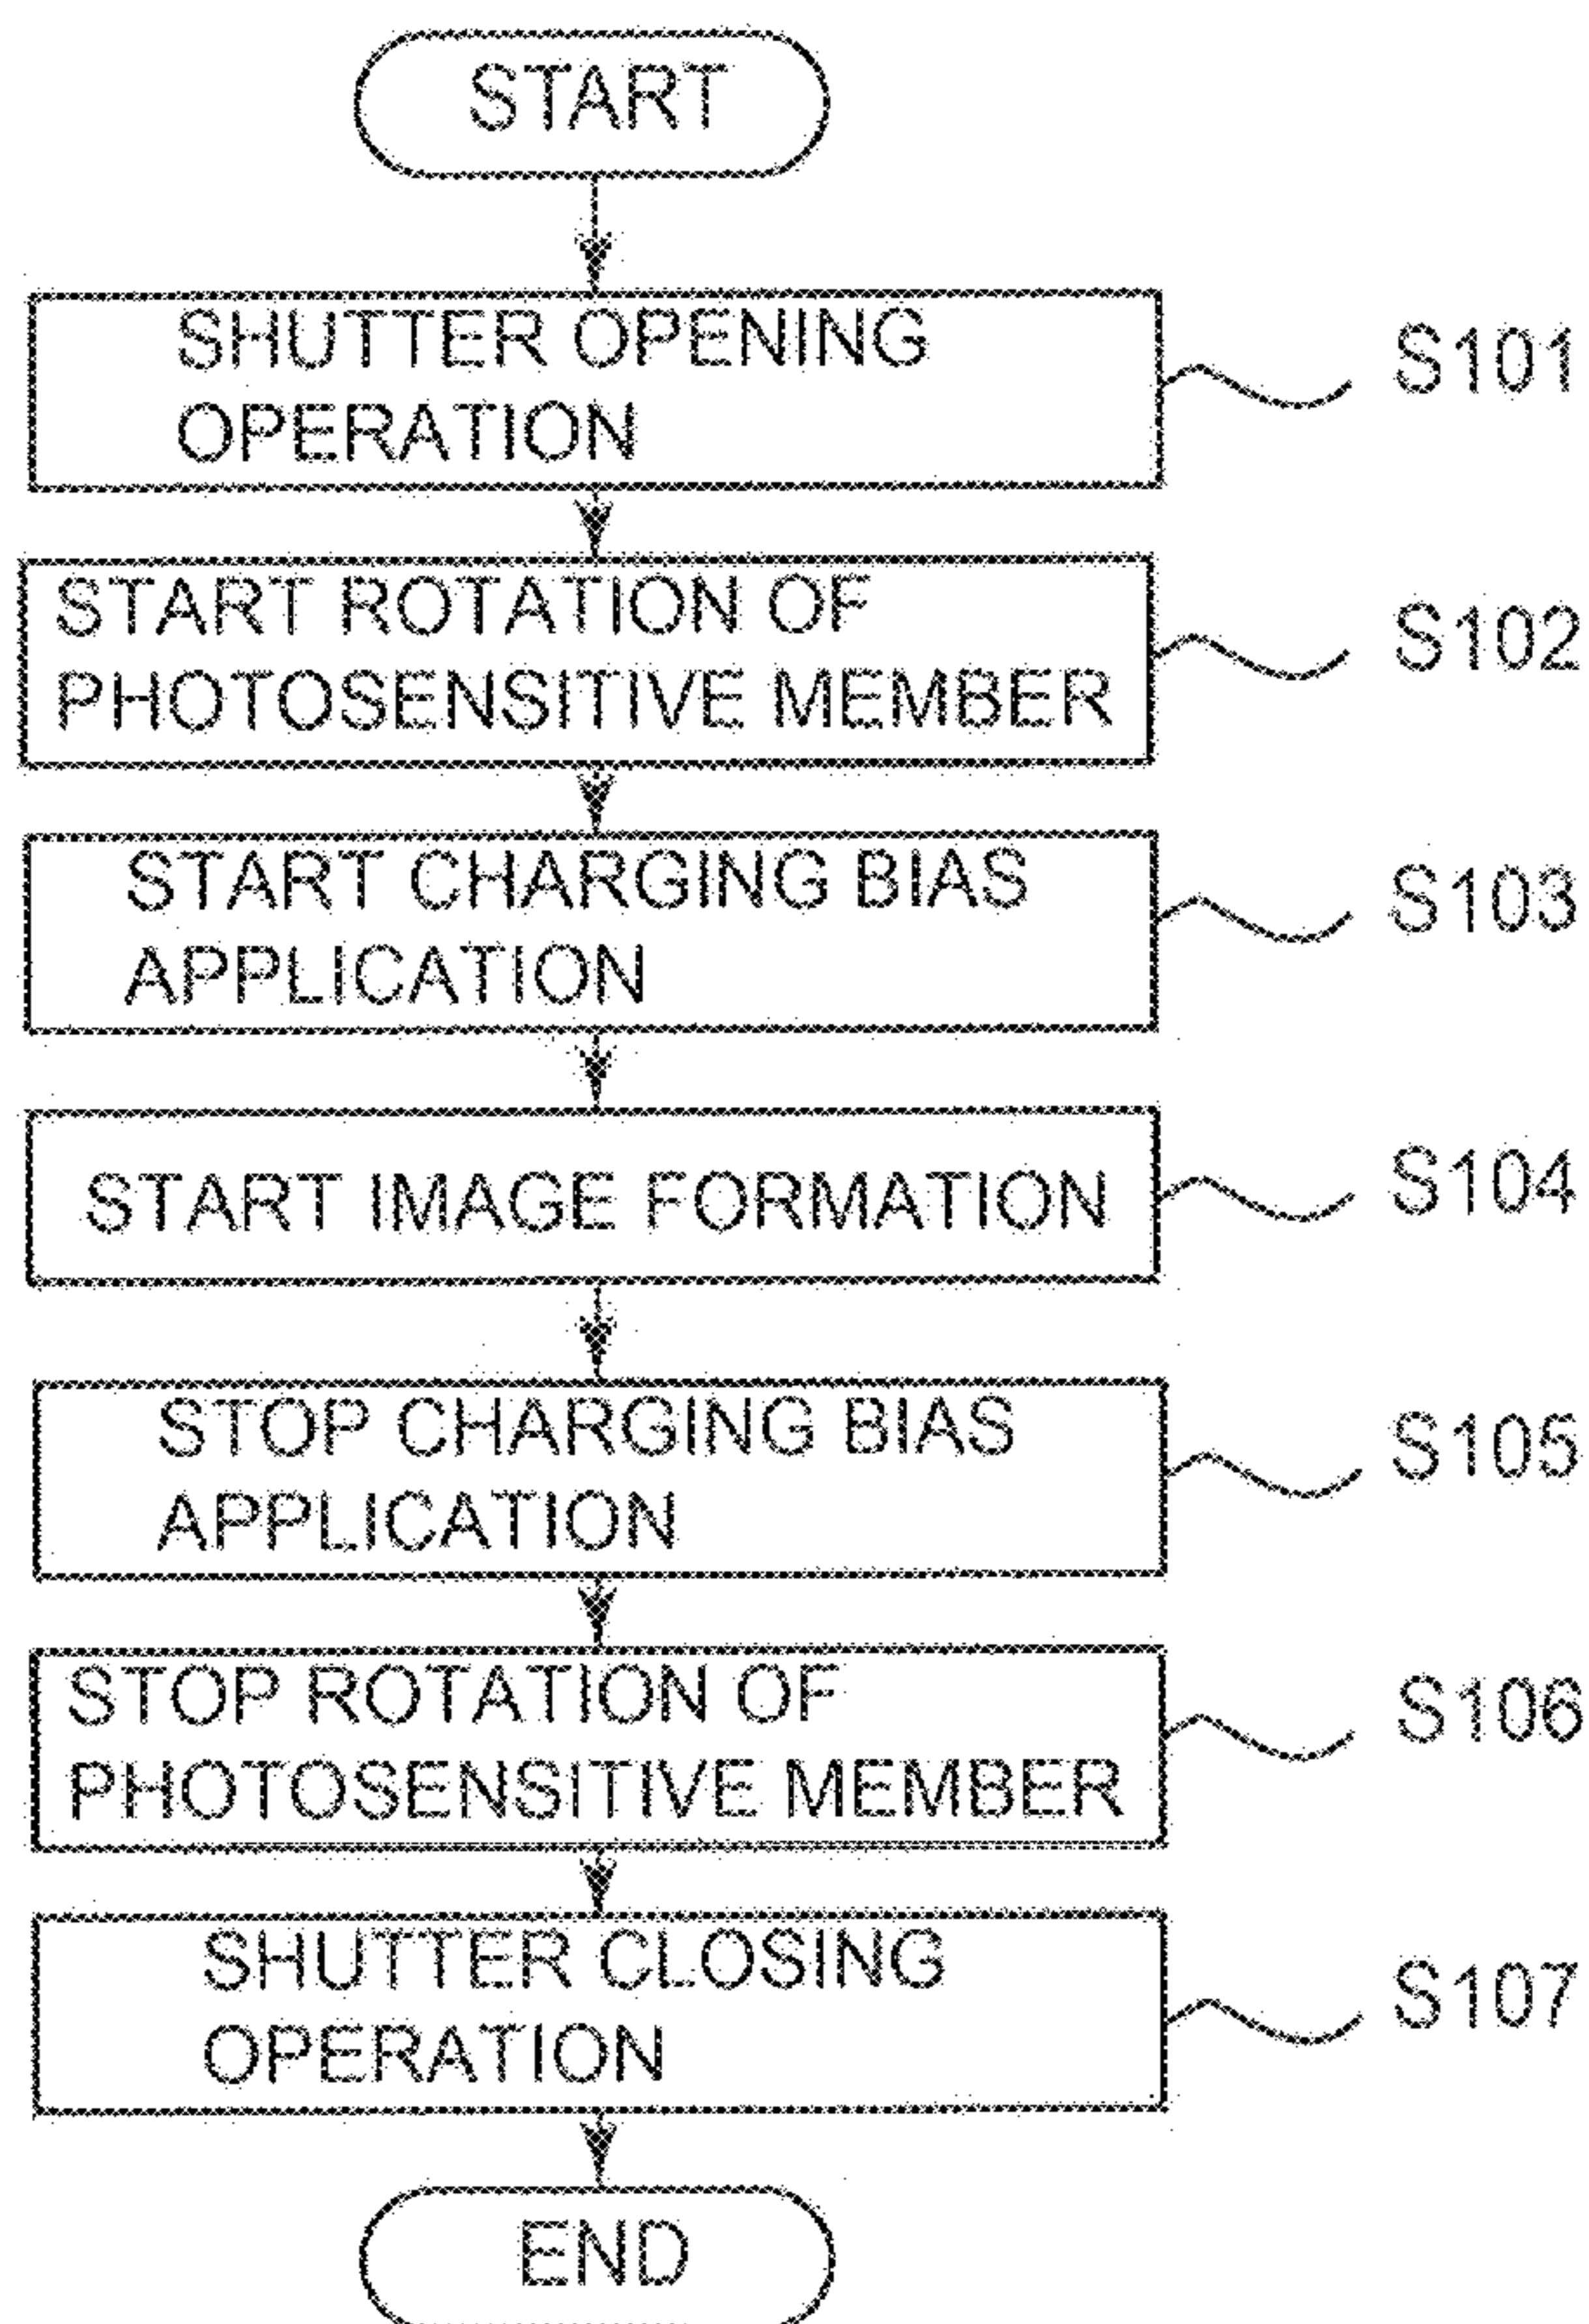 START
SHUTTER OPENING
OPERATION
S101
START ROTATION OF
PHOTOSENSITIVE MEMBER
S102
START CHARGING BIAS
APPLICATION
S103
START IMAGE FORMATION
S104
STOP CHARGING BIAS
APPLICATION
S105
STOP ROTATION OF
PHOTOSENSITIVE MEMBER
S106
SHUTTER CLOSING
OPERATION
S107
END